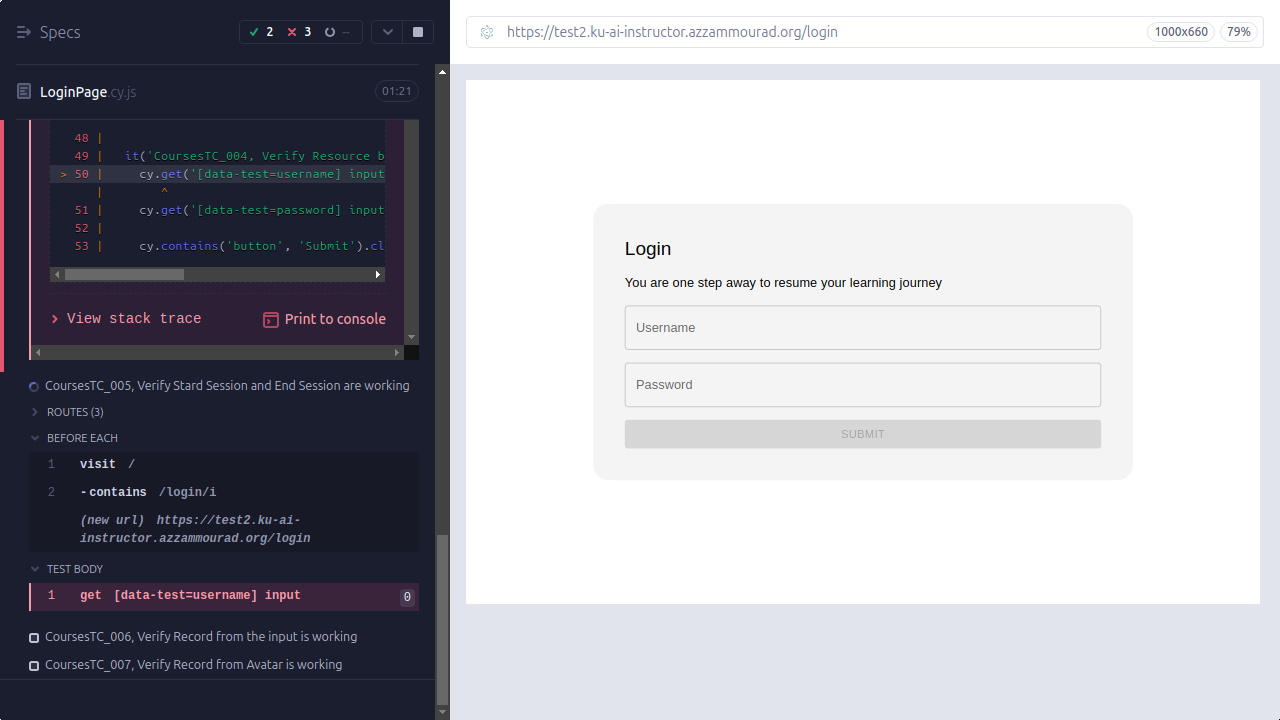 Specs
2
3
--
LoginPage.cy.js
01:21
48 |
49 | it('CoursesTC_004, Verify Resource b
> 50 | cy.get('[data-test=username] input
| ^
51 | cy.get('[data-test=password] input
52 |
53 | cy.contains('button', 'Submit').cl
View stack trace
Print to console
CoursesTC_005, Verify Stard Session and End Session are working
ROUTES (3)
BEFORE EACH
1 visit /
2 -contains /login/i
(new url) https://test2.ku-ai-
instructor.azzammourad.org/login
TEST BODY
1 get [data-test=username] input 0
CoursesTC_006, Verify Record from the input is working
CoursesTC_007, Verify Record from Avatar is working
https://test2.ku-ai-instructor.azzammourad.org/login
1000x660
79%
Login
You are one step away to resume your learning journey
Username
Password
SUBMIT